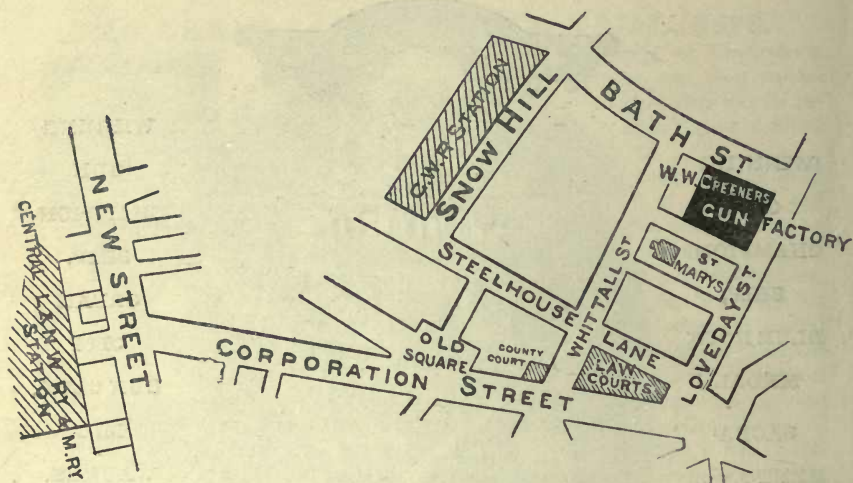 G.W.R STATION
SNOW HILL
BATH ST.
W.W.GREENERS
GUN FACTORY
ST
MARYS
LOVEDAY ST.
WHITTALL ST
STEELHOUSE LANE
COUNTY
COURT
LAW
COURTS
OLD
SQUARE
CORPORATION STREET
NEW STREET
CENTRAL L.&N.W.RY & M.RY
STATION.